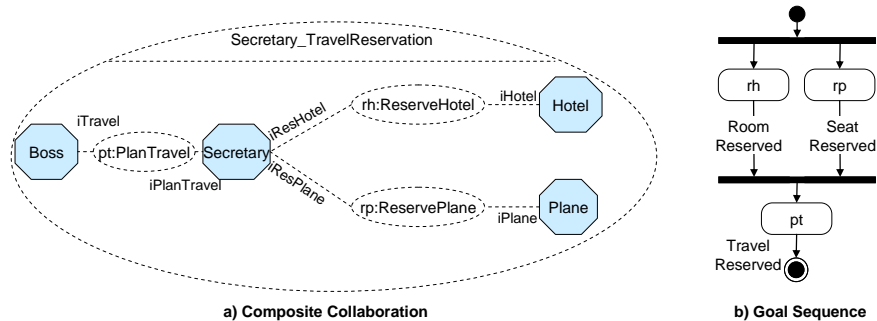 Secretary_TravelReservation
iTravel
Boss
pt:PlanTravel
iPlanTravel
Secretary
iResHotel
iResPlane
rh:ReserveHotel
iHotel
Hotel
rp:ReservePlane
iPlane
Plane
a) Composite Collaboration
rh
rp
Room
Reserved
Seat
Reserved
pt
Travel
Reserved
b) Goal Sequence